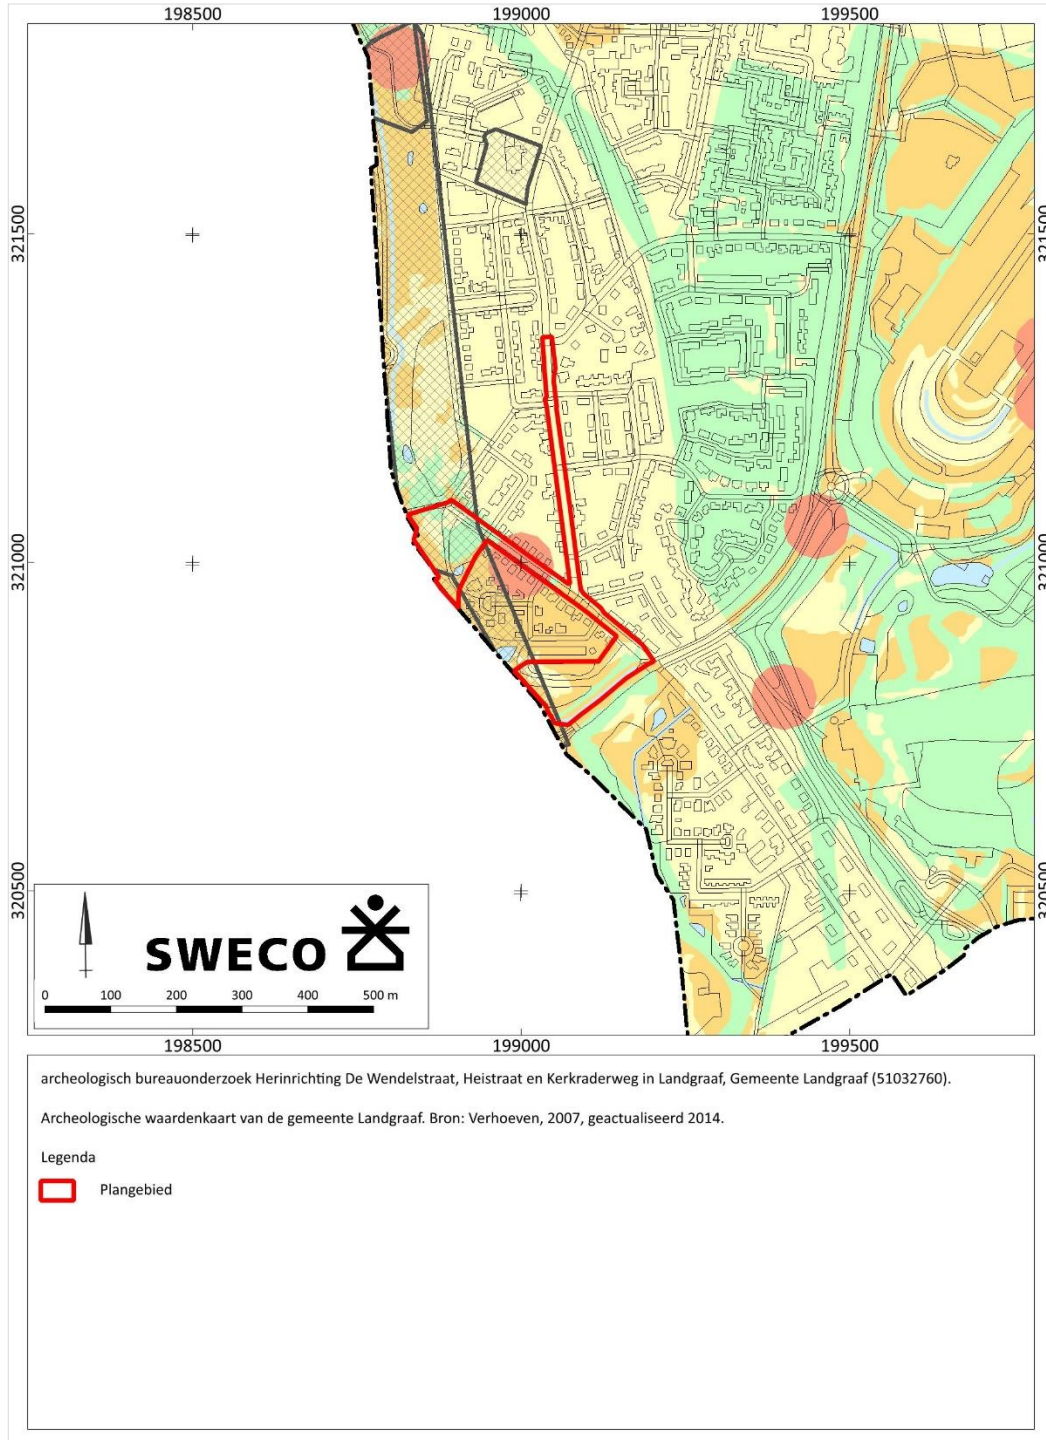 198500 199000 199500
321500 321500
321000 321000
320500 320500
SWECO
0 100 200 300 400 500 m
198500 199000 199500
archeologisch bureauonderzoek Herinrichting De Wendelstraat, Heistraat en Kerkraderweg in Landgraaf, Gemeente Landgraaf (51032760).
Archeologische waardenkaart van de gemeente Landgraaf. Bron: Verhoeven, 2007, geactualiseerd 2014.
Legenda
Plangebied